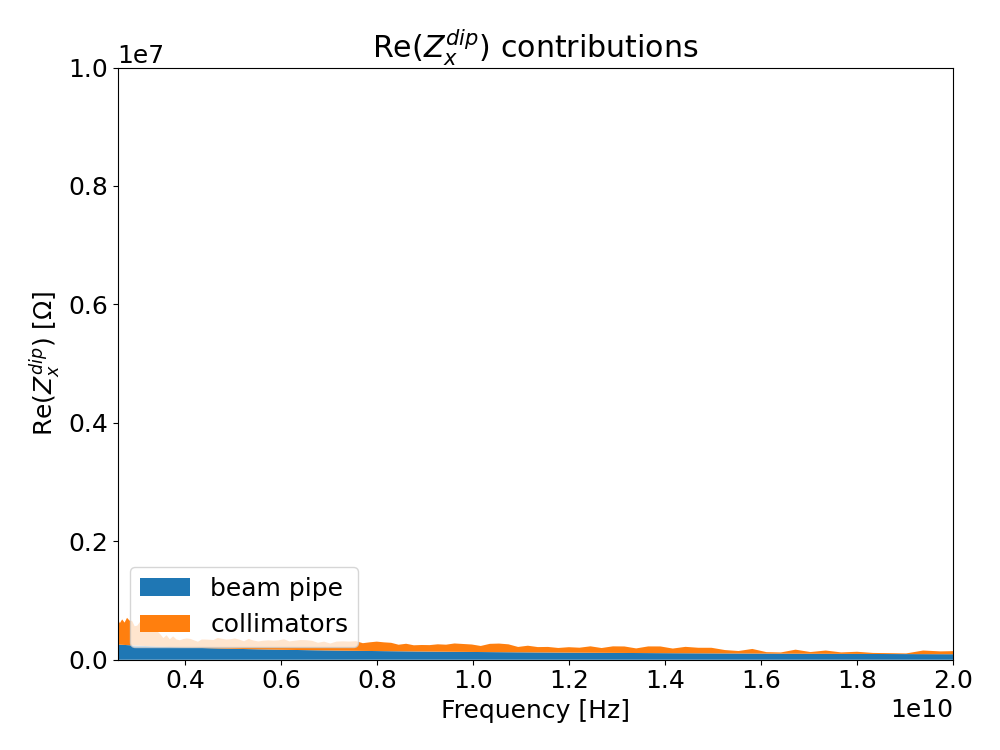 Re(Z_x^{dip}) contributions
1e7
1.0
0.8
0.6
0.4
0.2
0.0
Re(Z_x^{dip}) [Ω]
beam pipe
collimators
0.4 0.6 0.8 1.0 1.2 1.4 1.6 1.8 2.0
Frequency [Hz]
1e10